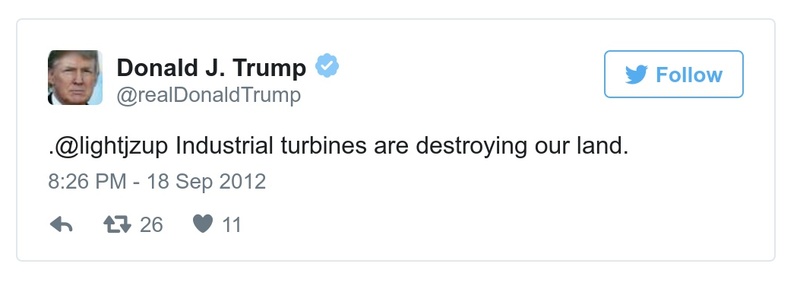 Donald J. Trump
@realDonaldTrump
Follow
.@lightjzup Industrial turbines are destroying our land.
8:26 PM - 18 Sep 2012
26 11